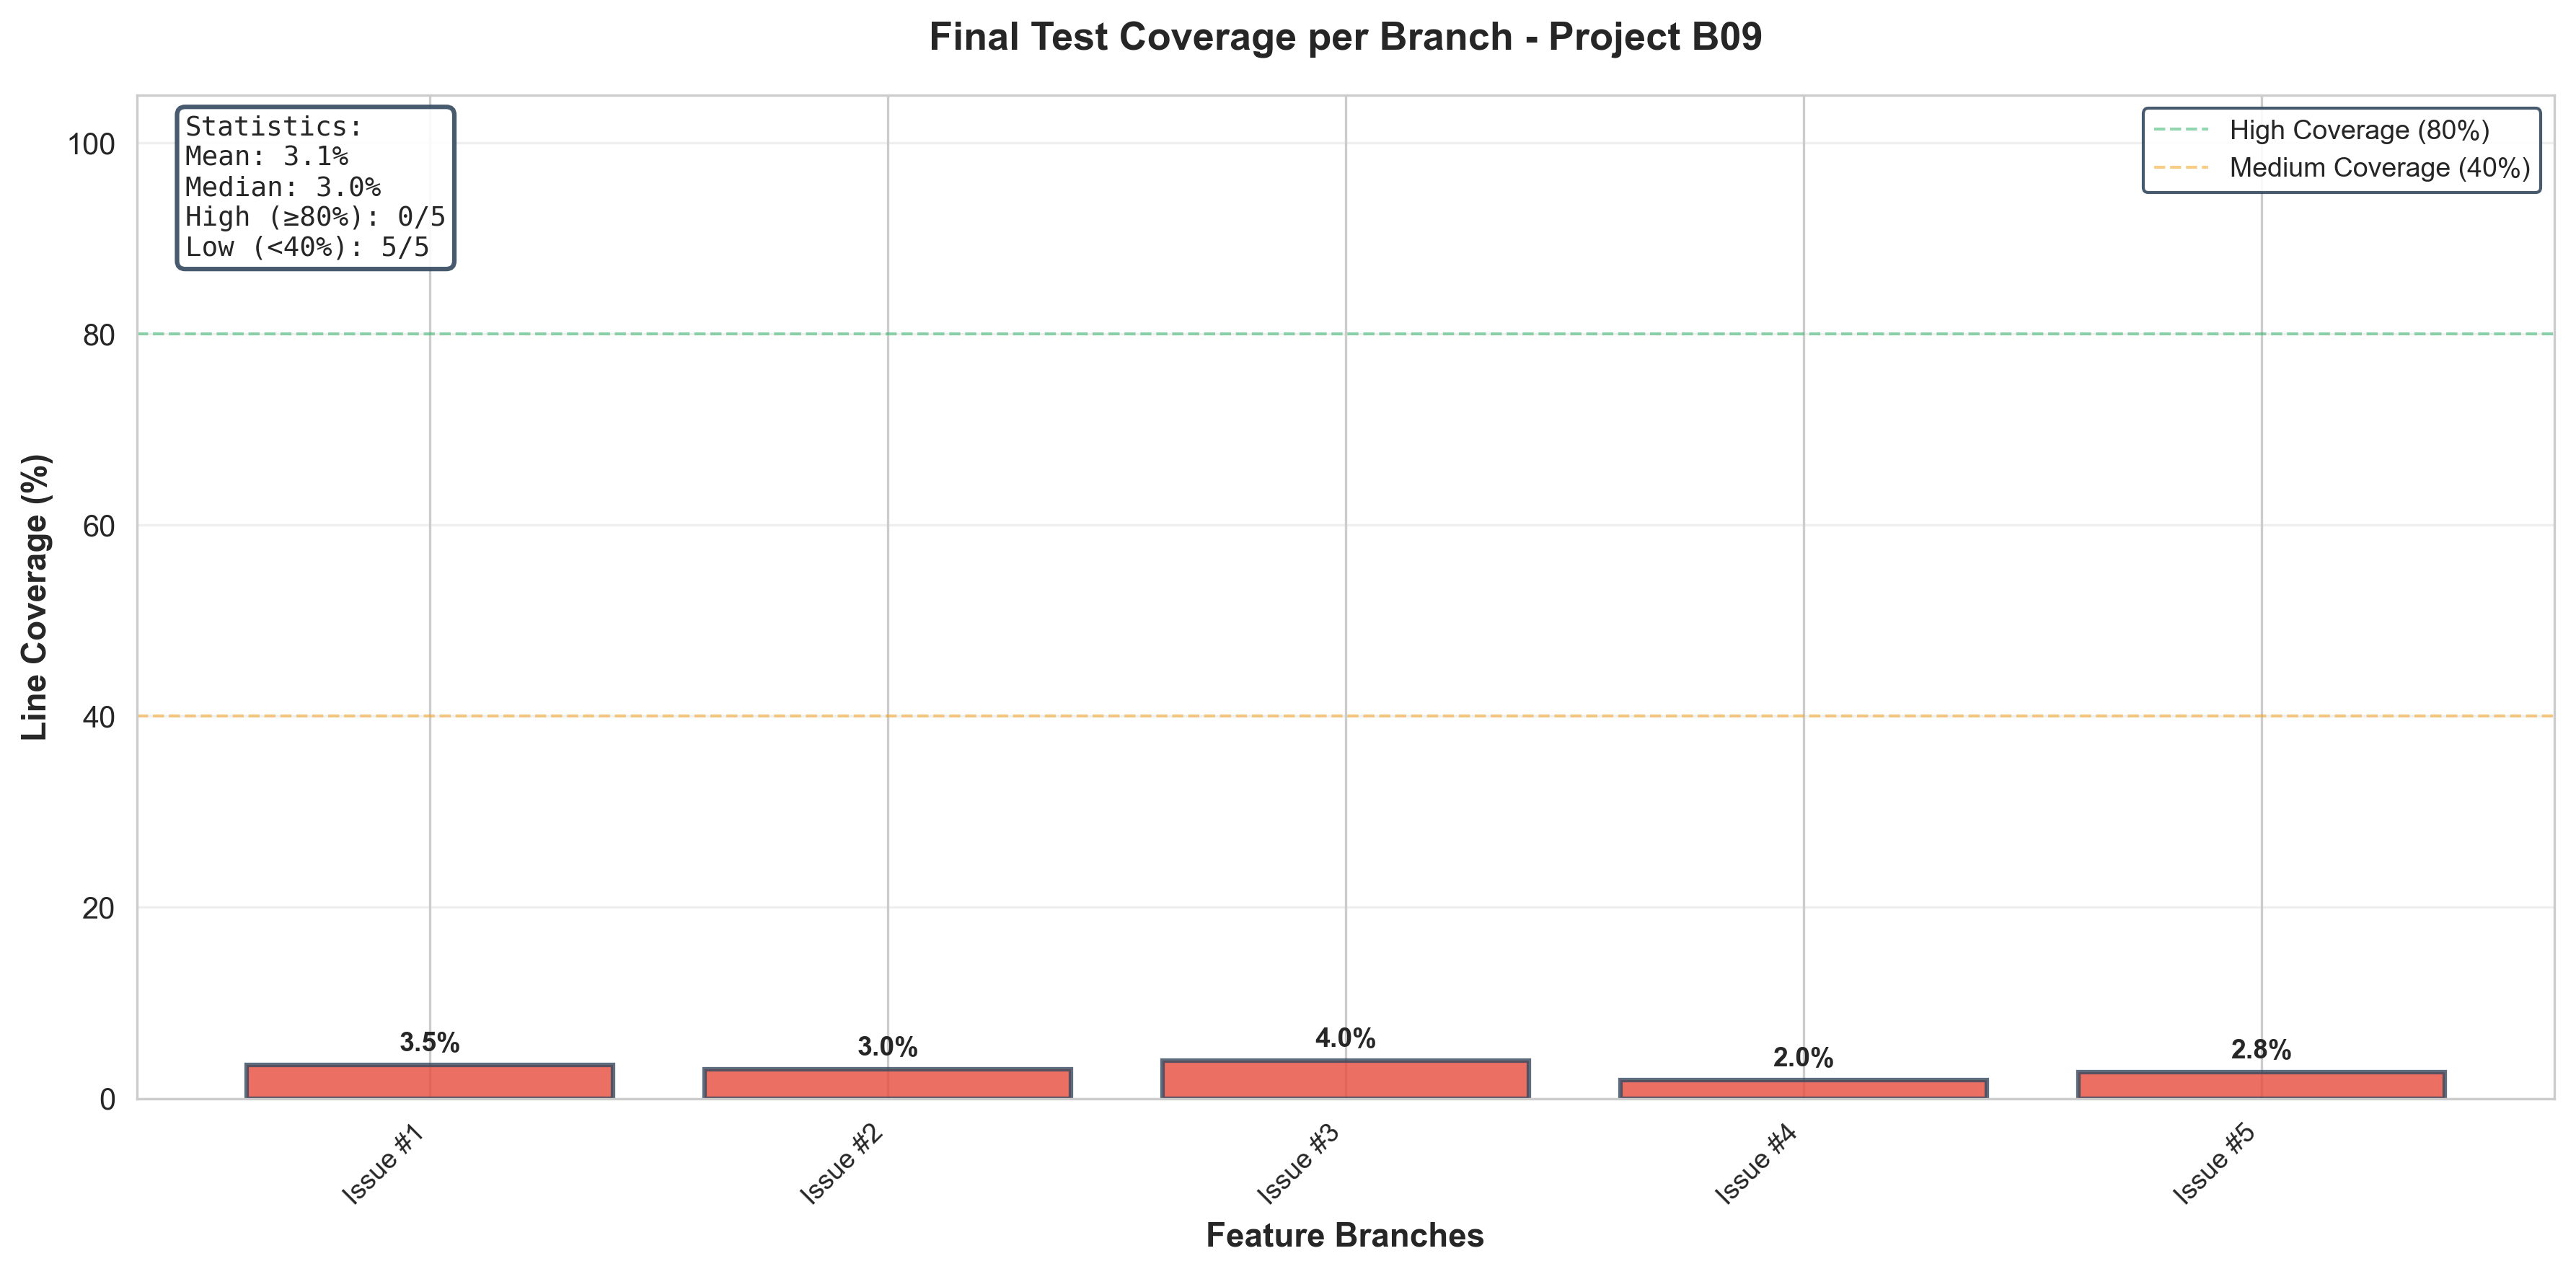 Final Test Coverage per Branch - Project B09
Statistics:
Mean: 3.1%
Median: 3.0%
High (≥80%): 0/5
Low (<40%): 5/5
High Coverage (80%)
Medium Coverage (40%)
Line Coverage (%)
100
80
60
40
20
0
3.5%
3.0%
4.0%
2.0%
2.8%
Issue #1
Issue #2
Issue #3
Issue #4
Issue #5
Feature Branches